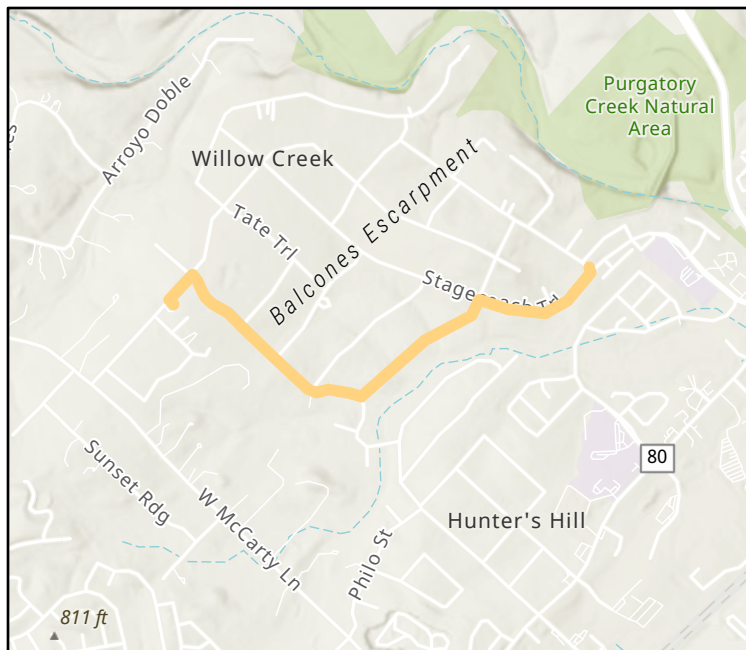 Purgatory
Creek Natural
Area
Arroyo Doble
Willow Creek
Balcones Escarpment
Tate Trl
Stagecoach Trl
80
Sunset Rdg
W McCarty Ln
Hunter's Hill
Philo St
811 ft